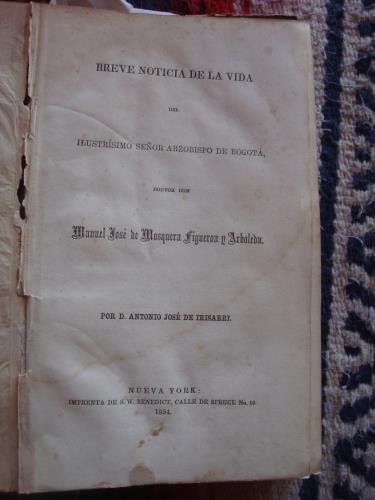 BREVE NOTICIA DE LA VIDA
DEL
ILUSTRÍSIMO SEÑOR ARZOBISPO DE BOGOTÁ,
DOCTOR DON
Manuel José de Mosquera Figueroa y Arboleda.
POR D. ANTONIO JOSÉ DE IRISARRI.
NUEVA YORK:
IMPRENTA DE S. W. BENEDICT, CALLE DE SPRUCE No. 16
1854.